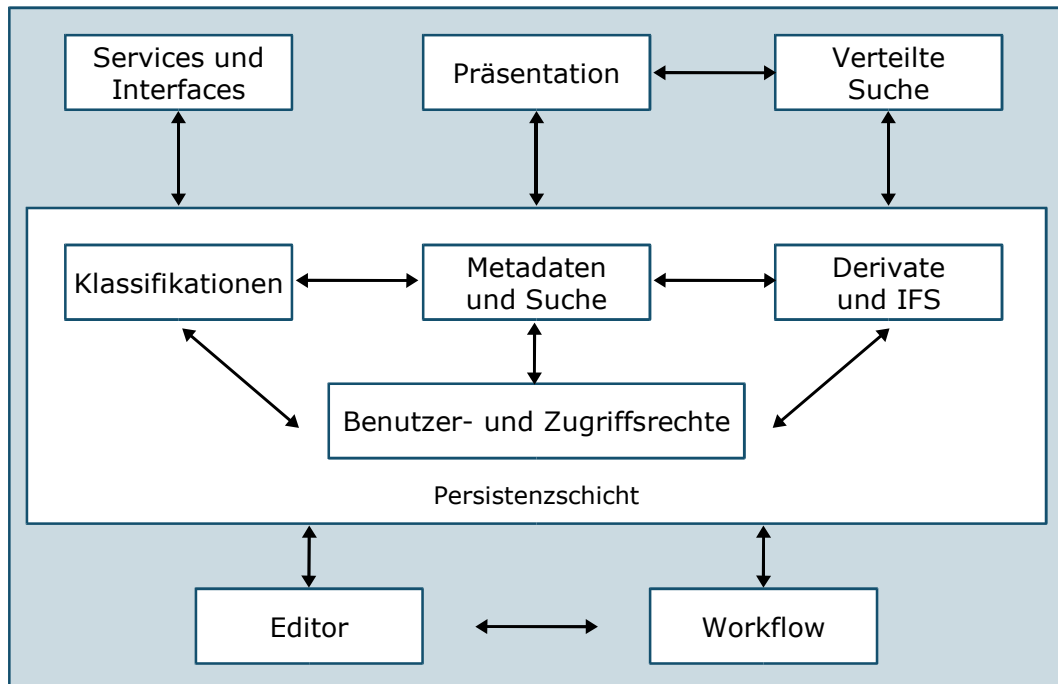 Services und
Interfaces
Präsentation
Verteilte
Suche
Klassifikationen
Metadaten
und Suche
Derivate
und IFS
Benutzer- und Zugriffsrechte
Persistenzschicht
Editor
Workflow